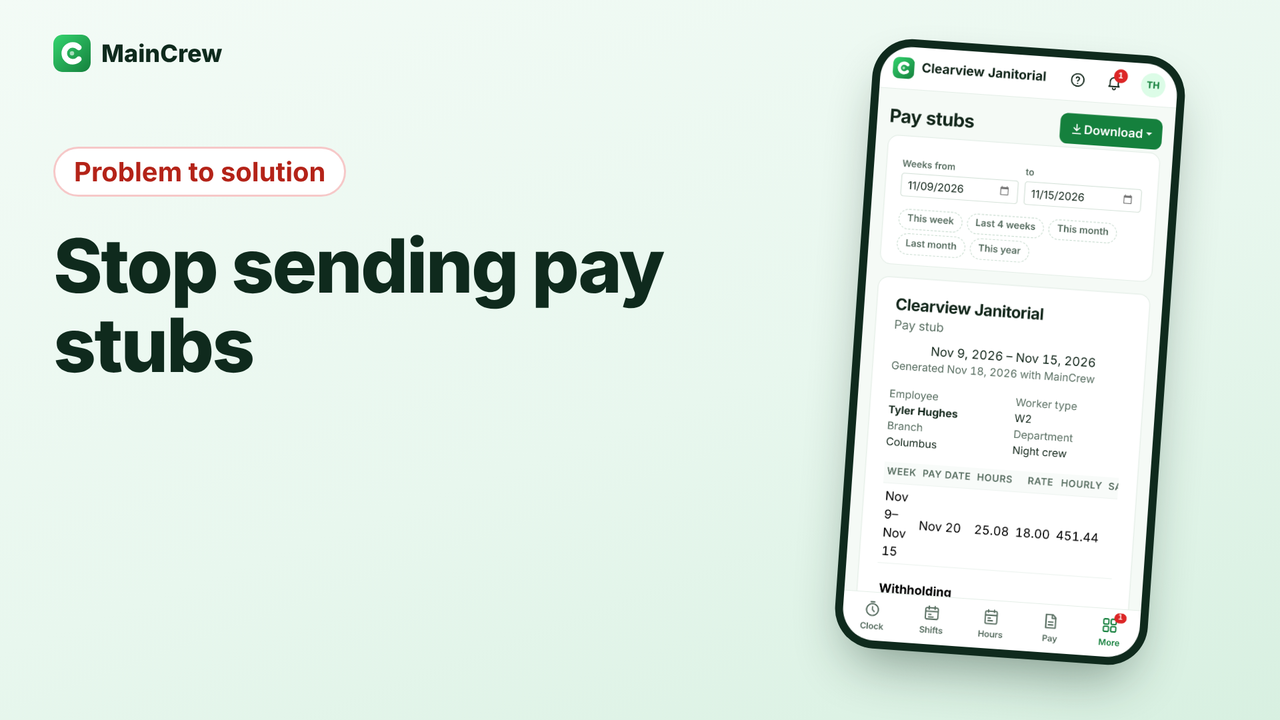 MainCrew
Problem to solution
Stop sending pay
stubs
Clearview Janitorial
1
TH
Pay stubs
Download
Weeks from
to
11/09/2026
11/15/2026
This week
Last 4 weeks
This month
Last month
This year
Clearview Janitorial
Pay stub
Nov 9, 2026 – Nov 15, 2026
Generated Nov 18, 2026 with MainCrew
Employee
Worker type
Tyler Hughes
W2
Branch
Department
Columbus
Night crew
WEEK PAY DATE HOURS RATE HOURLY
Nov
9–
Nov
15
Nov 20 25.08 18.00 451.44
Withholding
Clock
Shifts
Hours
Pay
More
1